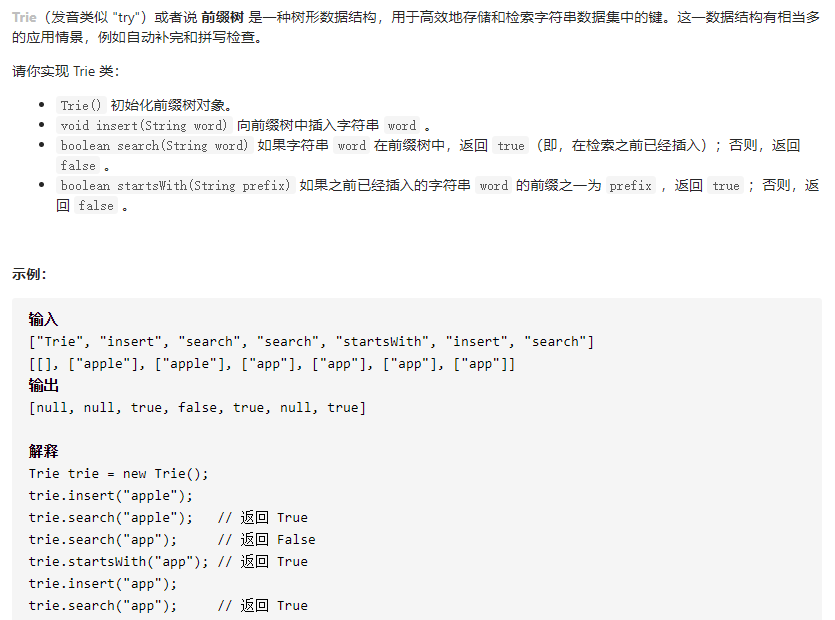 Trie（发音类似 "try"）或者说 前缀树 是一种树形数据结构，用于高效地存储和检索字符串数据集中的键。这一数据结构有相当多
的应用情景，例如自动补完和拼写检查。
请你实现 Trie 类：
• Trie() 初始化前缀树对象。
• void insert(String word) 向前缀树中插入字符串 word 。
• boolean search(String word) 如果字符串 word 在前缀树中，返回 true（即，在检索之前已经插入）；否则，返回
false 。
• boolean startsWith(String prefix) 如果之前已经插入的字符串 word 的前缀之一为 prefix ，返回 true ；否则，返
回 false 。
示例：
输入
["Trie", "insert", "search", "search", "startsWith", "insert", "search"]
[[], ["apple"], ["apple"], ["app"], ["app"], ["app"], ["app"]]
输出
[null, null, true, false, true, null, true]
解释
Trie trie = new Trie();
trie.insert("apple");
trie.search("apple");   // 返回 True
trie.search("app");     // 返回 False
trie.startsWith("app"); // 返回 True
trie.insert("app");
trie.search("app");     // 返回 True